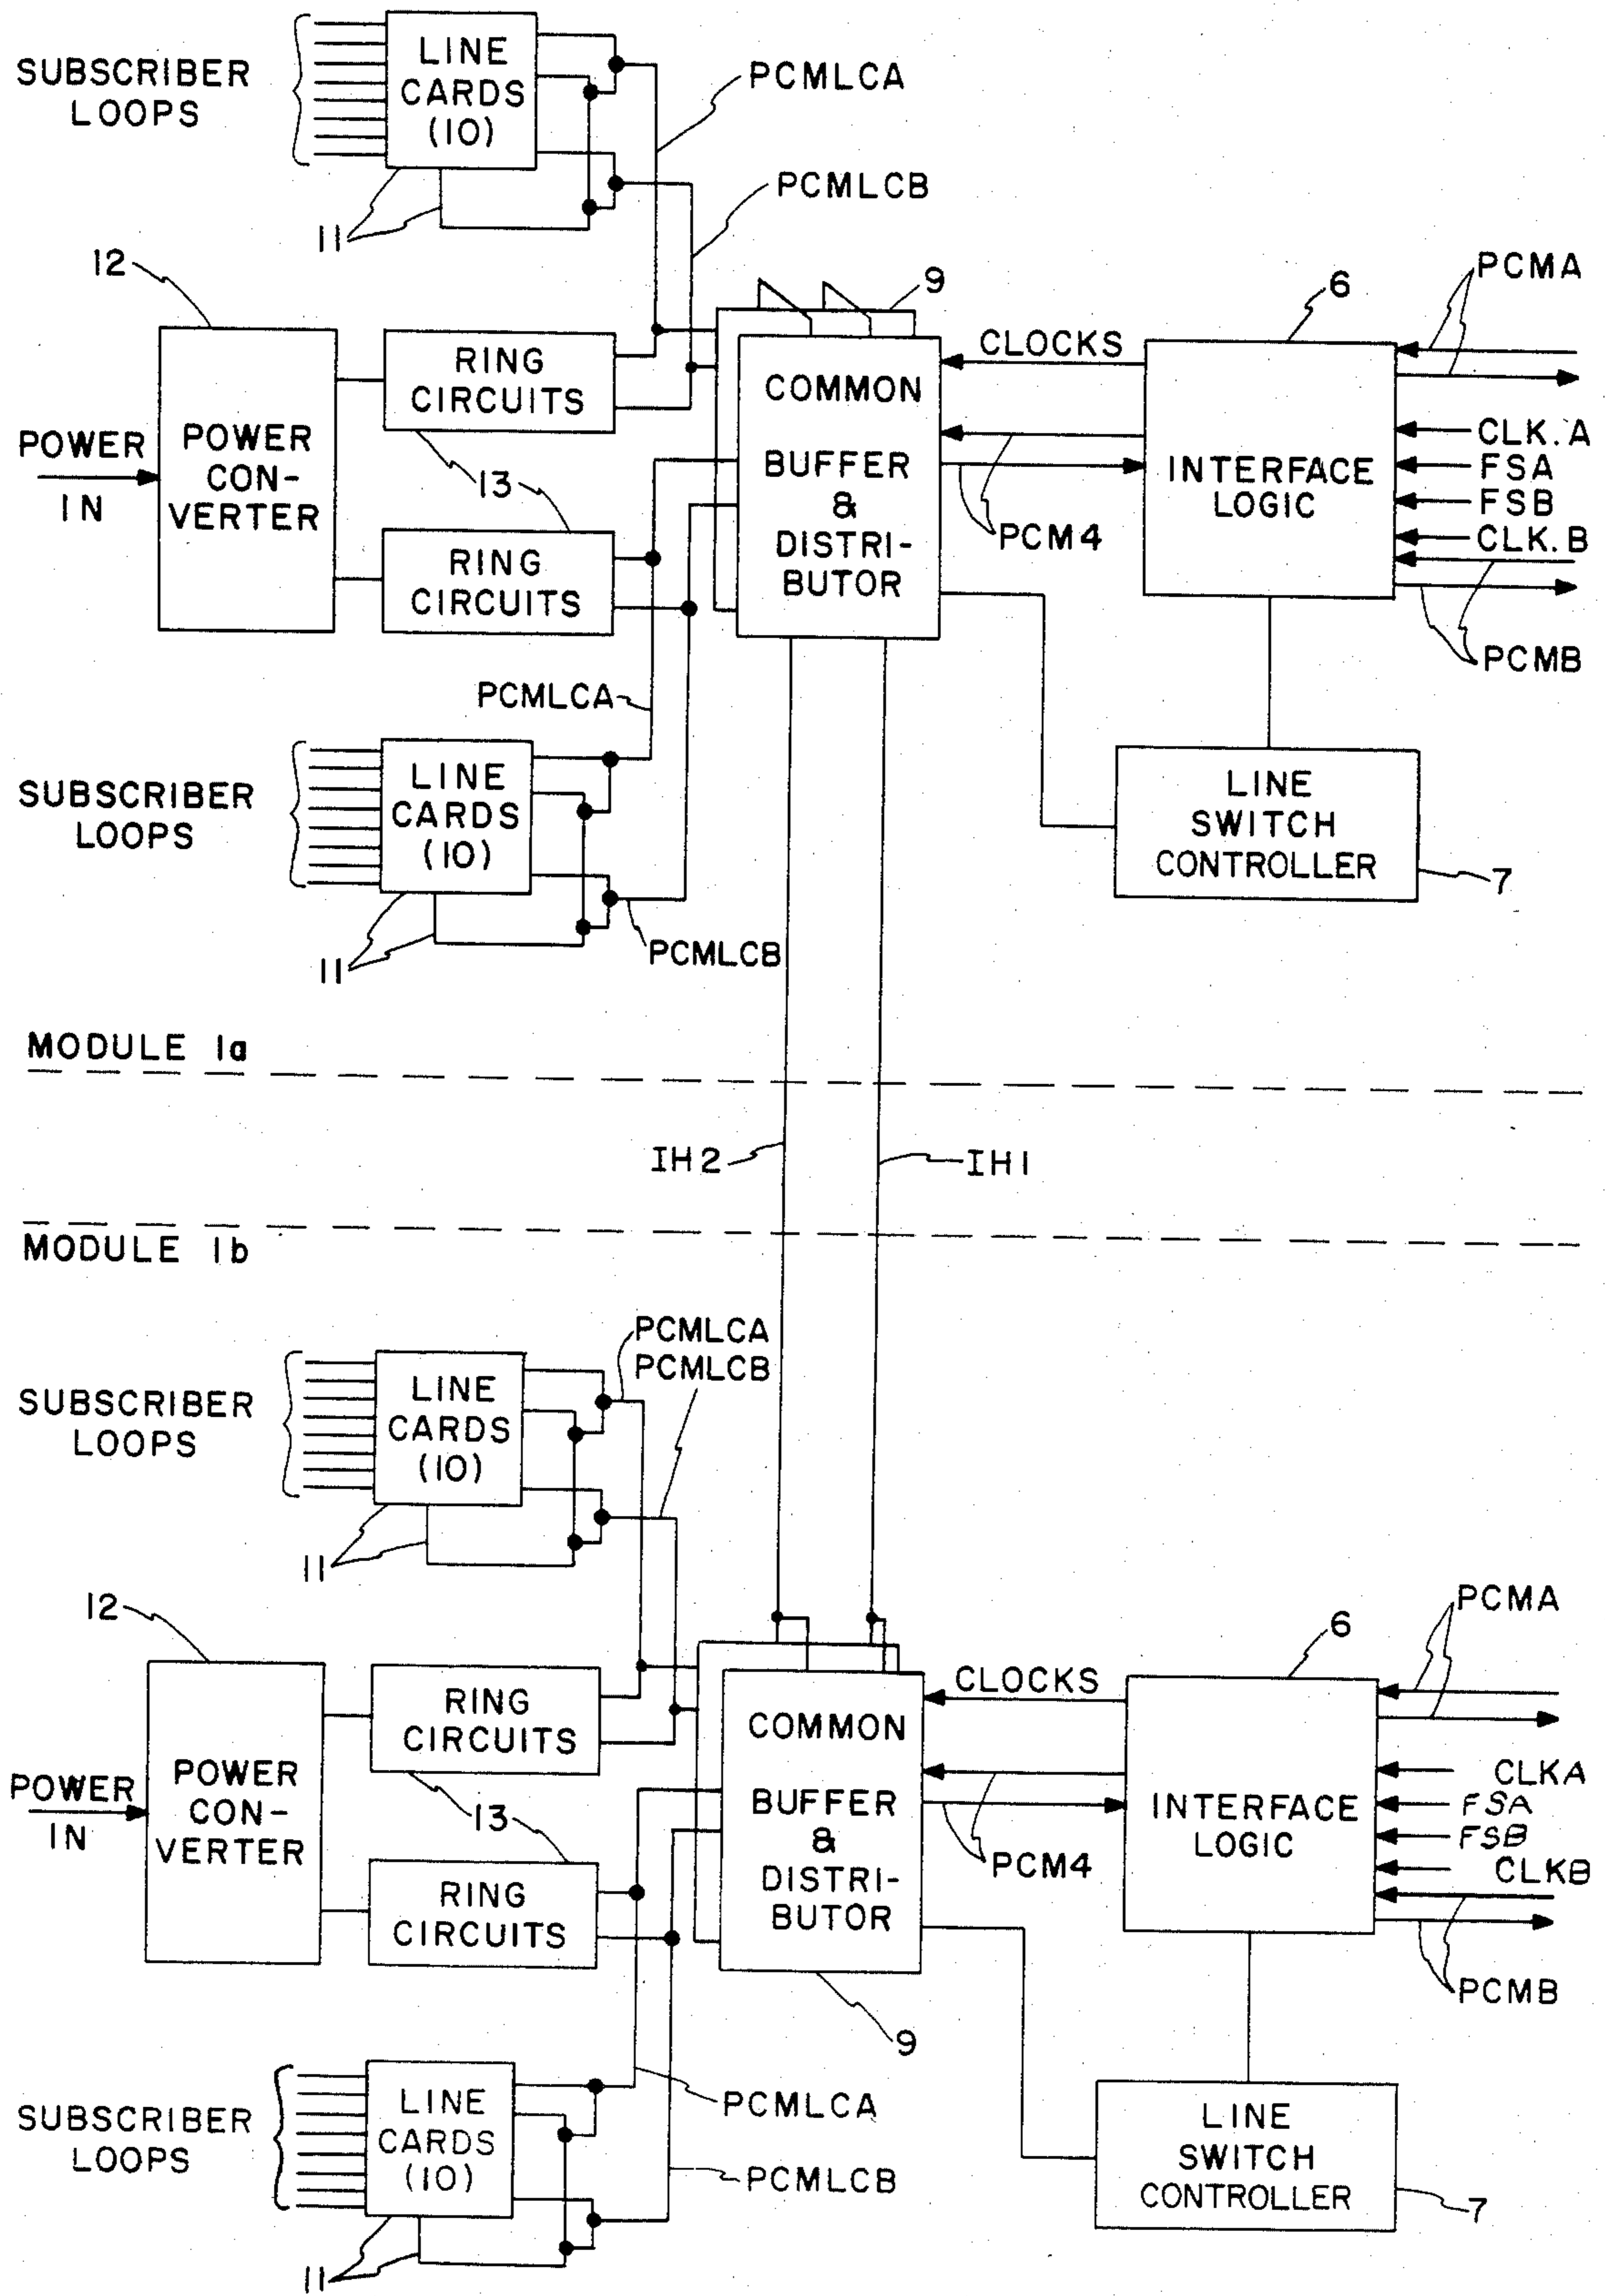 SUBSCRIBER
LOOPS
LINE
CARDS
(10)
PCMLCA
PCMLCB
11
12
9
6
PCMA
POWER
IN
POWER
CON-
VERTER
RING
CIRCUITS
13
RING
CIRCUITS
COMMON
BUFFER
&
DISTRI-
BUTOR
CLOCKS
PCM4
INTERFACE
LOGIC
CLK.A
FSA
FSB
CLK.B
PCMB
PCMLCA
SUBSCRIBER
LOOPS
LINE
CARDS
(10)
11
PCMLCB
LINE
SWITCH
CONTROLLER
7
MODULE 1a
IH2
IH1
MODULE 1b
PCMLCA
PCMLCB
SUBSCRIBER
LOOPS
LINE
CARDS
(10)
11
12
6
PCMA
POWER
IN
POWER
CON-
VERTER
RING
CIRCUITS
13
RING
CIRCUITS
COMMON
BUFFER
&
DISTRI-
BUTOR
9
CLOCKS
PCM4
INTERFACE
LOGIC
CLKA
FSA
FSB
CLKB
PCMB
SUBSCRIBER
LOOPS
LINE
CARDS
(10)
11
PCMLCA
PCMLCB
LINE
SWITCH
CONTROLLER
7